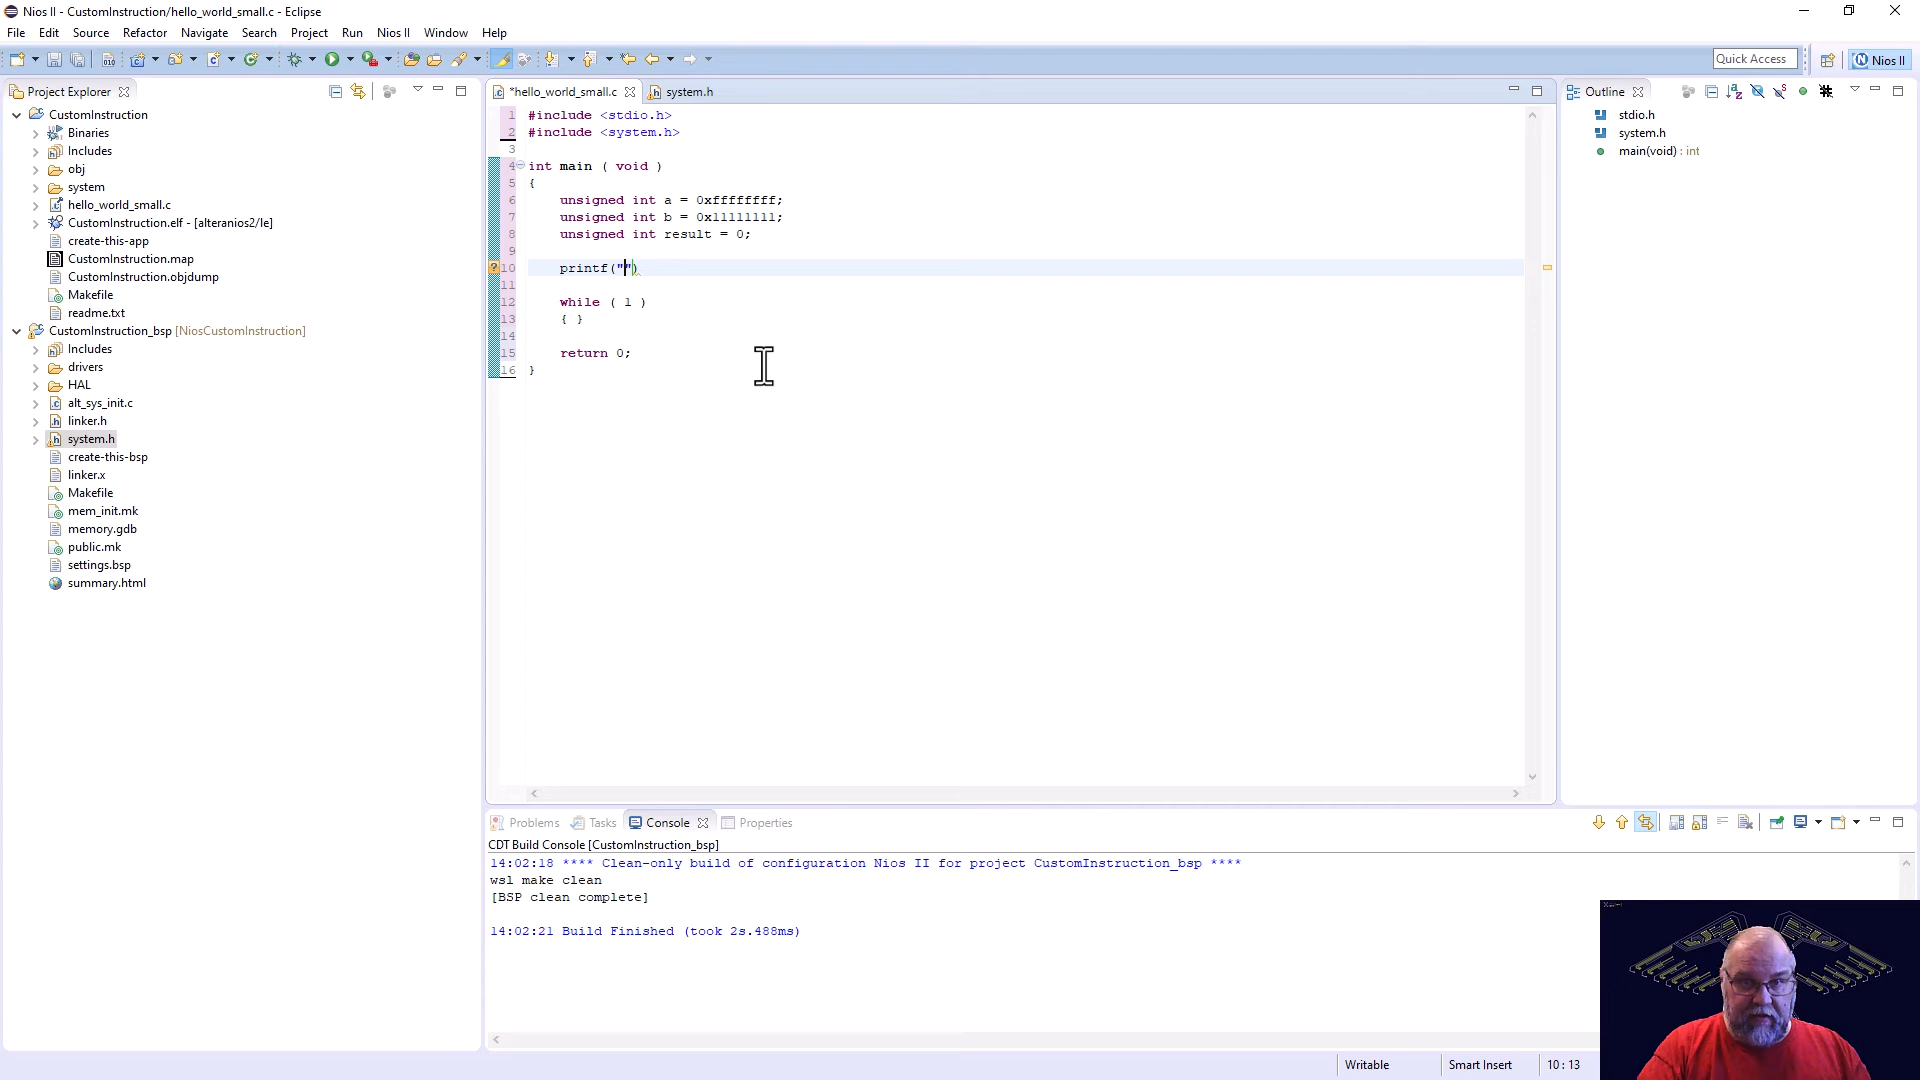 Nios II - CustomInstruction/hello_world_small.c - Eclipse
File Edit Source Refactor Navigate Search Project Run Nios II Window Help
Quick Access
Nios II
Project Explorer
CustomInstruction
Binaries
Includes
obj
system
hello_world_small.c
CustomInstruction.elf - [alteranios2/le]
create-this-app
CustomInstruction.map
CustomInstruction.objdump
Makefile
readme.txt
CustomInstruction_bsp [NiosCustomInstruction]
Includes
drivers
HAL
alt_sys_init.c
linker.h
system.h
create-this-bsp
linker.x
Makefile
mem_init.mk
memory.gdb
public.mk
settings.bsp
summary.html
*hello_world_small.c
system.h
1 #include <stdio.h>
2 #include <system.h>
3
4 int main ( void )
5 {
6 unsigned int a = 0xffffffff;
7 unsigned int b = 0x11111111;
8 unsigned int result = 0;
9
10 printf("")
11
12 while ( 1 )
13 { }
14
15 return 0;
16 }
Outline
stdio.h
system.h
main(void) : int
Problems Tasks Console Properties
CDT Build Console [CustomInstruction_bsp]
14:02:18 **** Clean-only build of configuration Nios II for project CustomInstruction_bsp ****
wsl make clean
[BSP clean complete]
14:02:21 Build Finished (took 2s.488ms)
Writable
Smart Insert
10 : 13